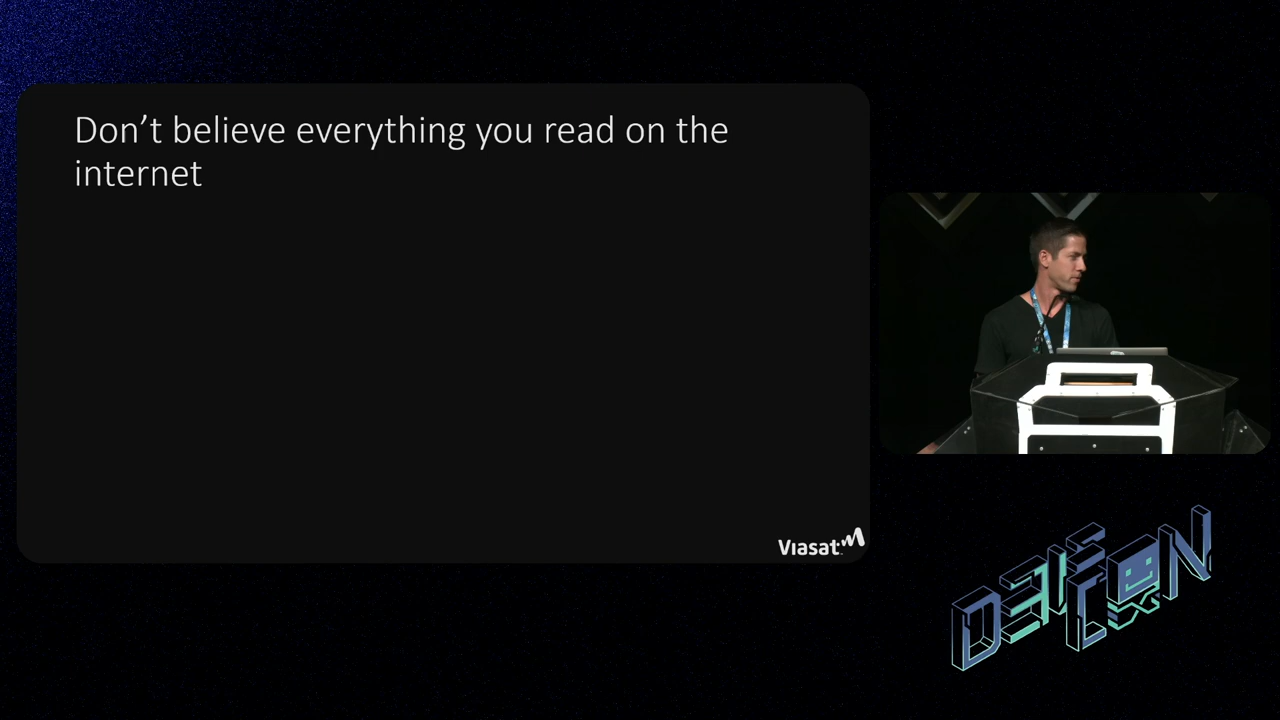 Don’t believe everything you read on the
internet
Viasat
DEF CON